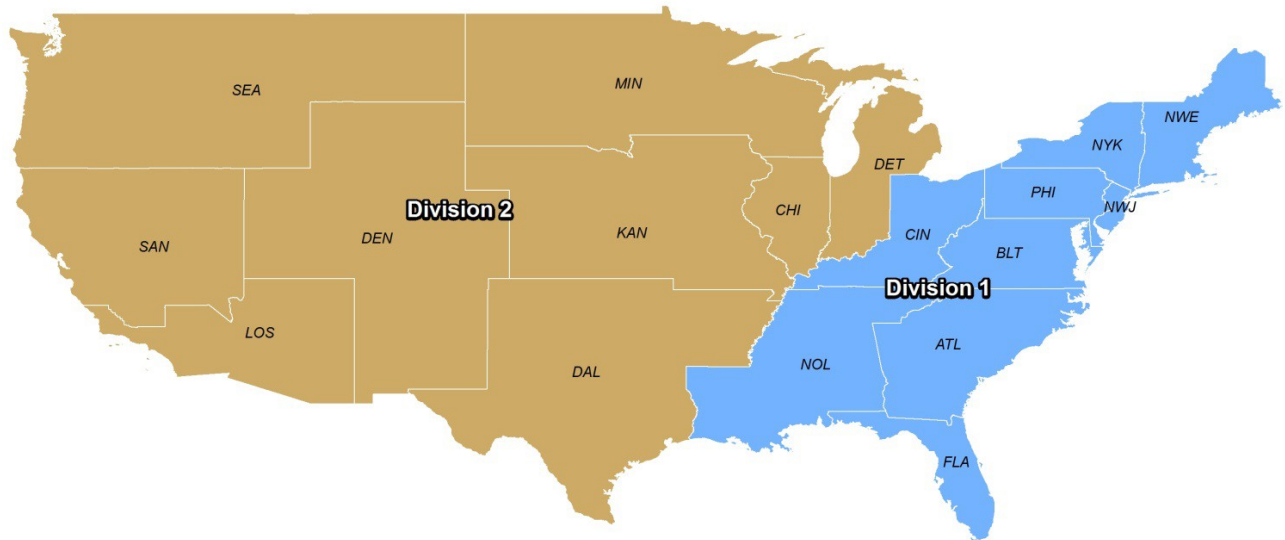 SEA
MIN
NWE
NYK
DET
PHI
NWJ
CHI
Division 2
DEN
KAN
CIN
SAN
BLT
Division 1
LOS
ATL
NOL
DAL
FLA